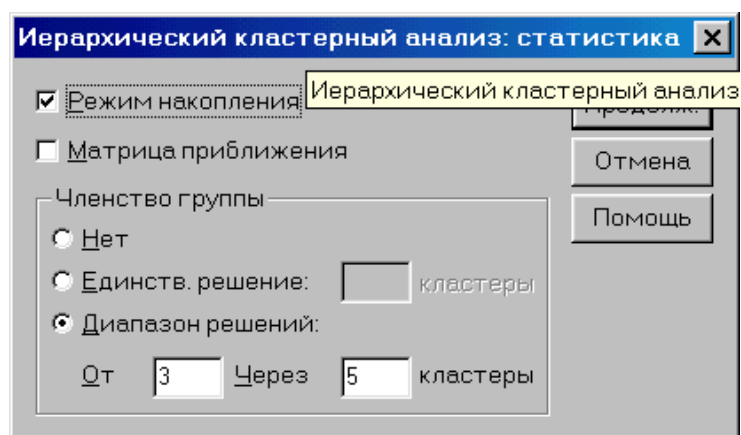 Иерархический кластерный анализ: статистика
Режим накопления
Иерархический кластерный анализ
Матрица приближения
Отмена
Членство группы
Помощь
Нет
Единств. решение: кластеры
Диапазон решений:
От 3 Через 5 кластеры